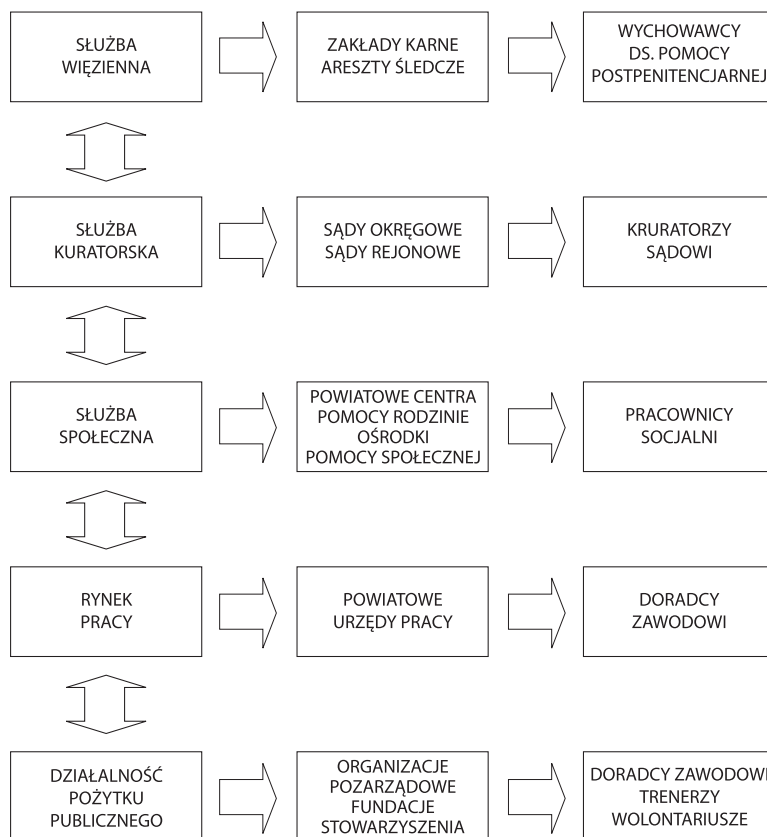 SŁUŻBA
WIĘZIENNA
ZAKŁADY KARNE
ARESZTY ŚLEDCZE
WYCHOWAWCY
DS. POMOCY
POSTPENITENCJARNEJ
SŁUŻBA
KURATORSKA
SĄDY OKRĘGOWE
SĄDY REJONOWE
KRURATORZY
SĄDOWI
SŁUŻBA
SPOŁECZNA
POWIATOWE CENTRA
POMOCY RODZINIE
OŚRODKI
POMOCY SPOŁECZNEJ
PRACOWNICY
SOCJALNI
RYNEK
PRACY
POWIATOWE
URZĘDY PRACY
DORADCY
ZAWODOWI
DZIAŁALNOŚĆ
POŻYTKU
PUBLICZNEGO
ORGANIZACJE
POZARZĄDOWE
FUNDACJE
STOWARZYSZENIA
DORADCY ZAWODOWI
TRENERZY
WOLONTARIUSZE